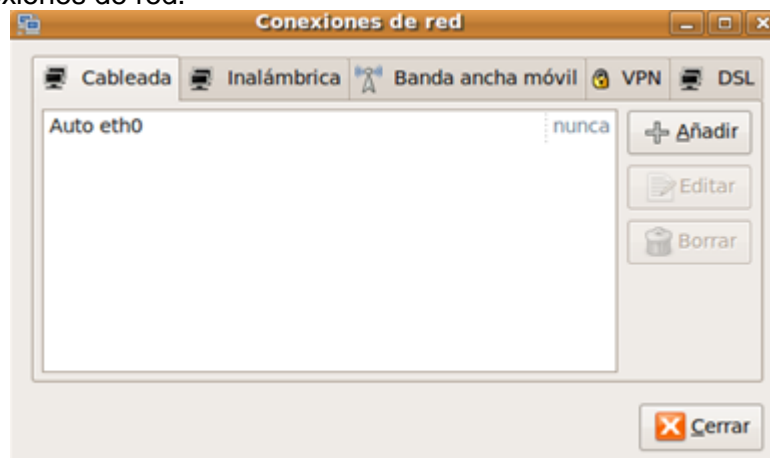 Conexiones de red
Cableada Inalámbrica Banda ancha móvil VPN DSL
Auto eth0 nunca
Añadir
Editar
Borrar
Cerrar